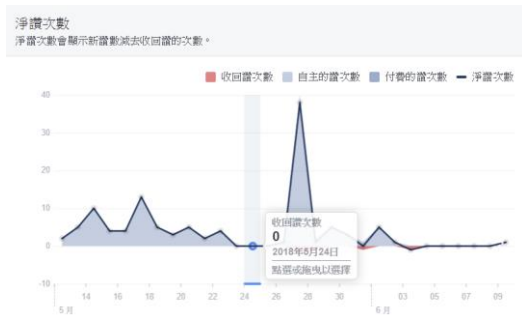 淨讚次數
淨讚次數會顯示新讚數減去收回讚的次數。
收回讚次數 自主的讚次數 付費的讚次數 淨讚次數
40
30
20
10
0
-10
收回讚次數
0
2018年5月24日
點選或拖曳以選擇
14 16 18 20 22 24 26 28 30 03 05 07 09
5月 6月